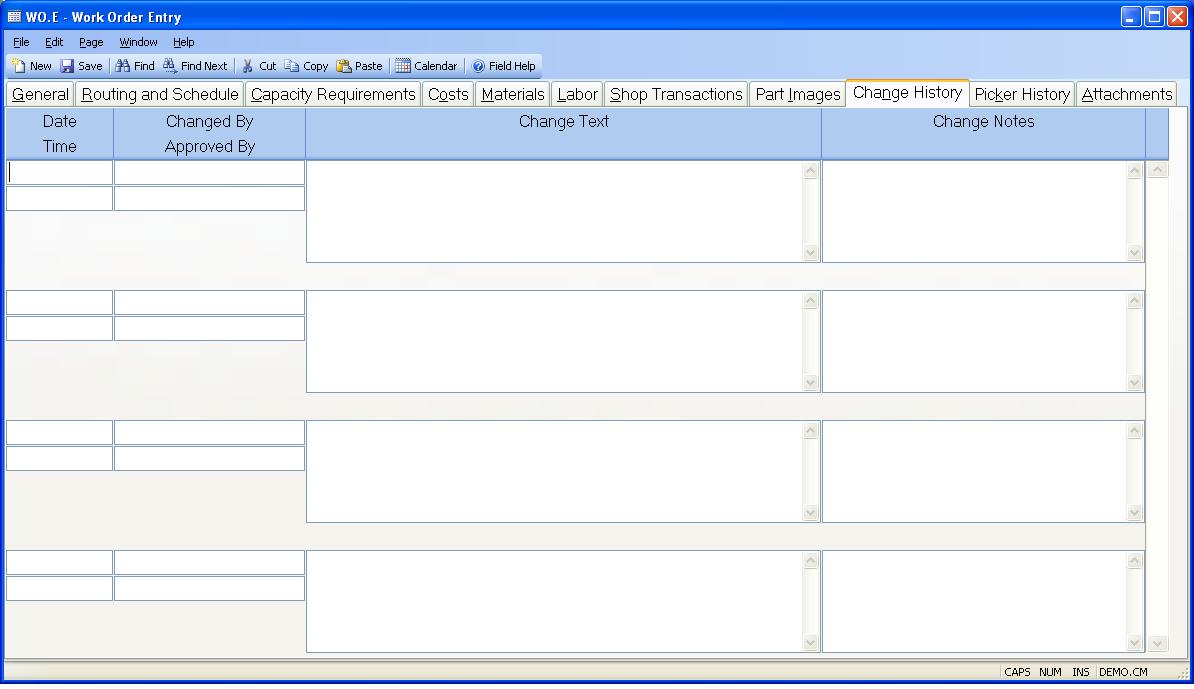 WO.E - Work Order Entry
File Edit Page Window Help
New Save Find Find Next Cut Copy Paste Calendar Field Help
General Routing and Schedule Capacity Requirements Costs Materials Labor Shop Transactions Part Images Change History Picker History Attachments
Date Changed By Change Text Change Notes
Time Approved By
CAPS NUM INS DEMO.CM